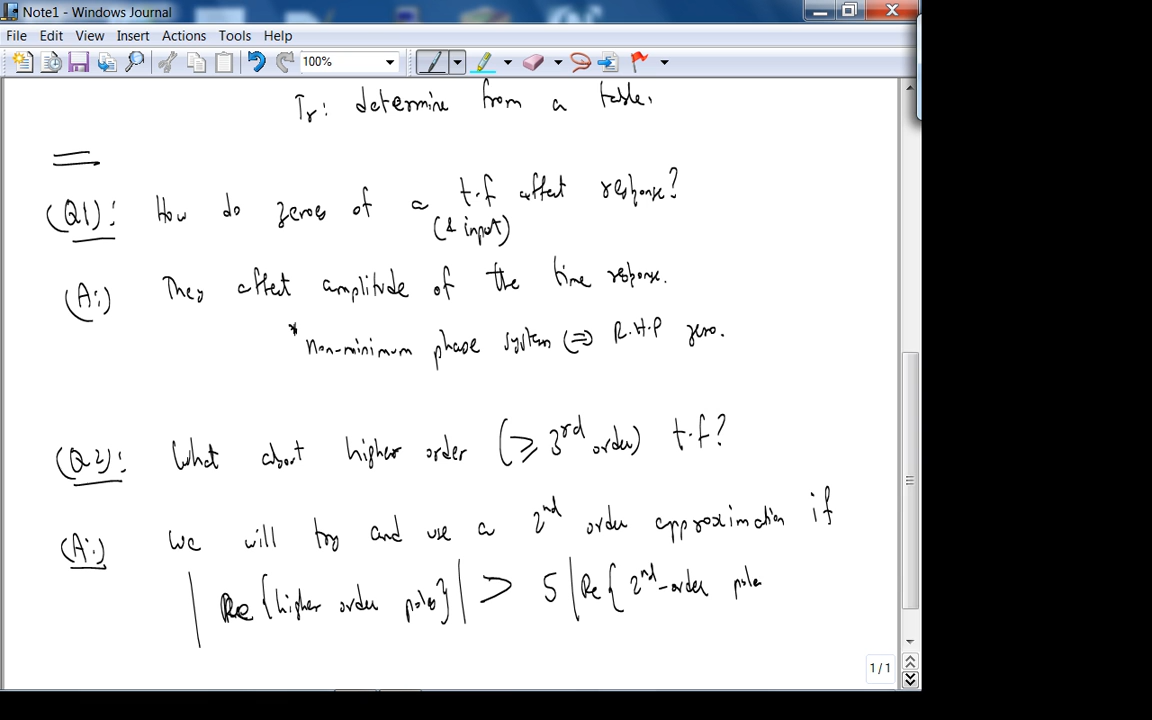 Note1 - Windows Journal
File Edit View Insert Actions Tools Help
100%
Tr: determine from a table.
(Q1): How do zeroes of a t.f affect response?
(& input)
(A:) They affect amplitude of the time response.
* Non-minimum phase system (=) R.H.P zero.
(Q2): What about higher order (≥ 3rd order) t.f?
(A:) We will try and use a 2nd order approximation if
| Re{higher order poles} | > 5 | Re{ 2nd-order poles
1 / 1